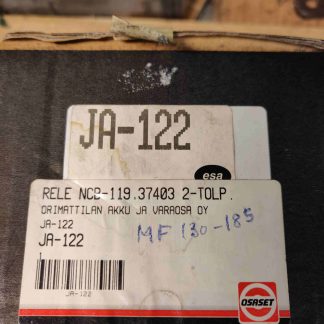 JA-122
esa
RELE NCB-119.37403 2-TOLP.
ORIMATTILAN AKKU JA VARAOSA OY
JA-122
JA-122
MF 130-185
JA-122
OSASET